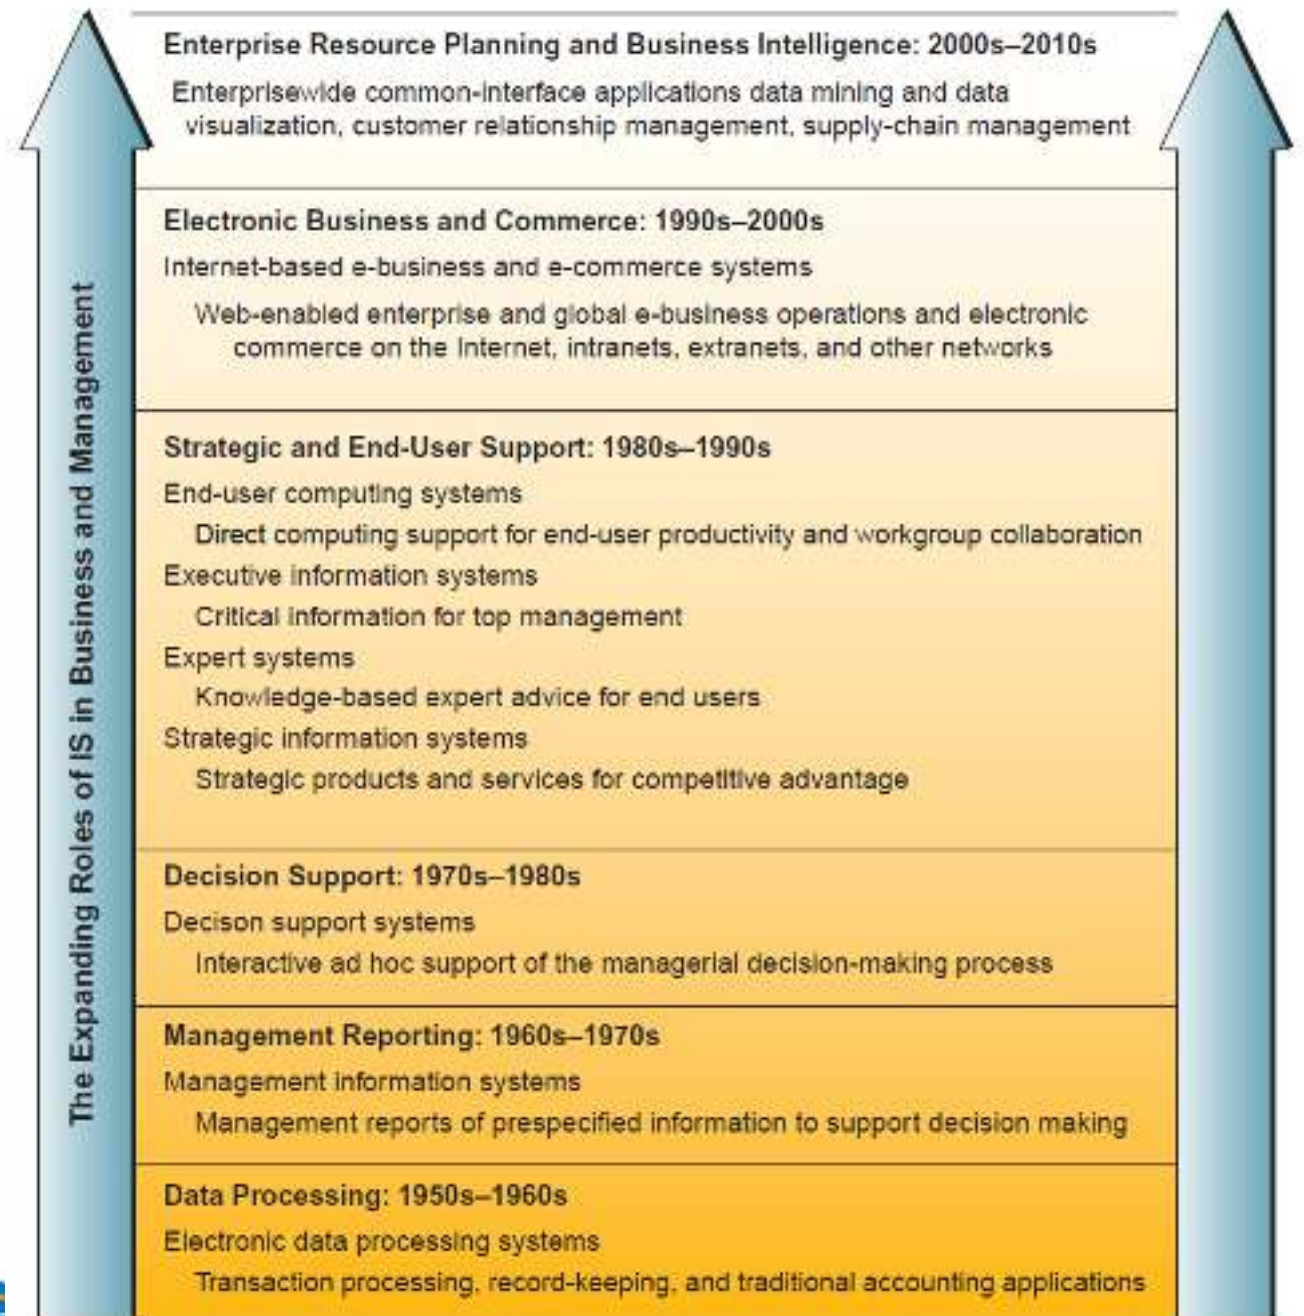 Enterprise Resource Planning and Business Intelligence: 2000s–2010s
Enterprisewide common-interface applications data mining and data
visualization, customer relationship management, supply-chain management
Electronic Business and Commerce: 1990s–2000s
Internet-based e-business and e-commerce systems
Web-enabled enterprise and global e-business operations and electronic
commerce on the Internet, intranets, extranets, and other networks
Strategic and End-User Support: 1980s–1990s
End-user computing systems
Direct computing support for end-user productivity and workgroup collaboration
Executive information systems
Critical information for top management
Expert systems
Knowledge-based expert advice for end users
Strategic information systems
Strategic products and services for competitive advantage
Decision Support: 1970s–1980s
Decison support systems
Interactive ad hoc support of the managerial decision-making process
Management Reporting: 1960s–1970s
Management information systems
Management reports of prespecified information to support decision making
Data Processing: 1950s–1960s
Electronic data processing systems
Transaction processing, record-keeping, and traditional accounting applications
The Expanding Roles of IS in Business and Management